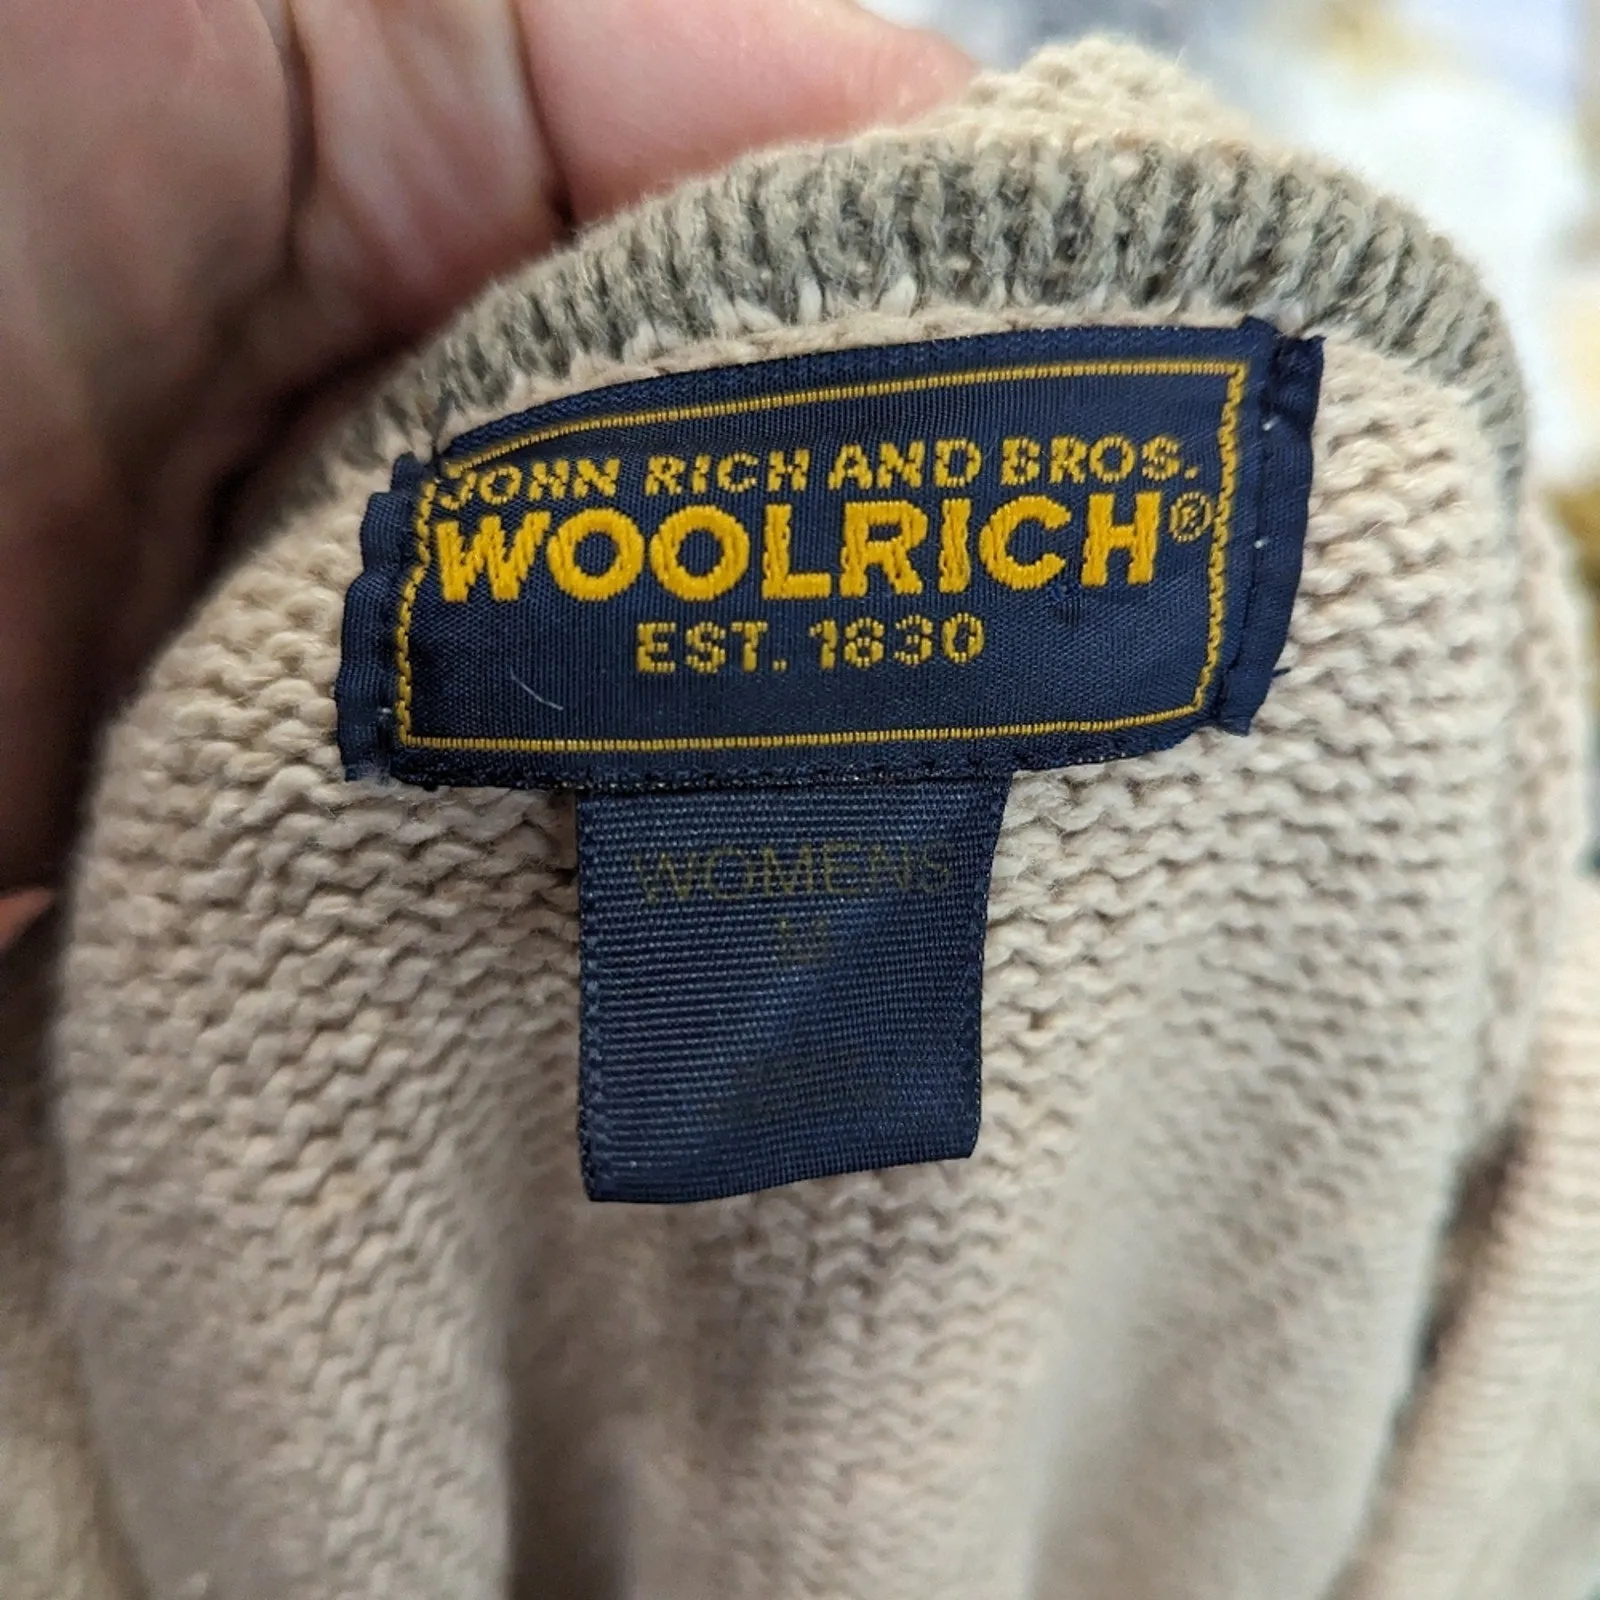 JOHN RICH AND BROS.
WOOLRICH®
EST. 1830
WOMENS
M